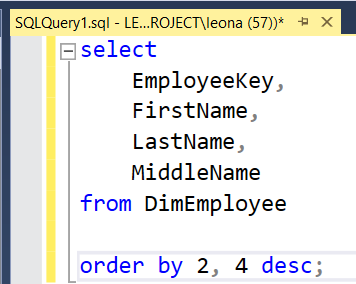 SQLQuery1.sql - LE...ROJECT\leona (57))*
select
EmployeeKey,
FirstName,
LastName,
MiddleName
from DimEmployee
order by 2, 4 desc;